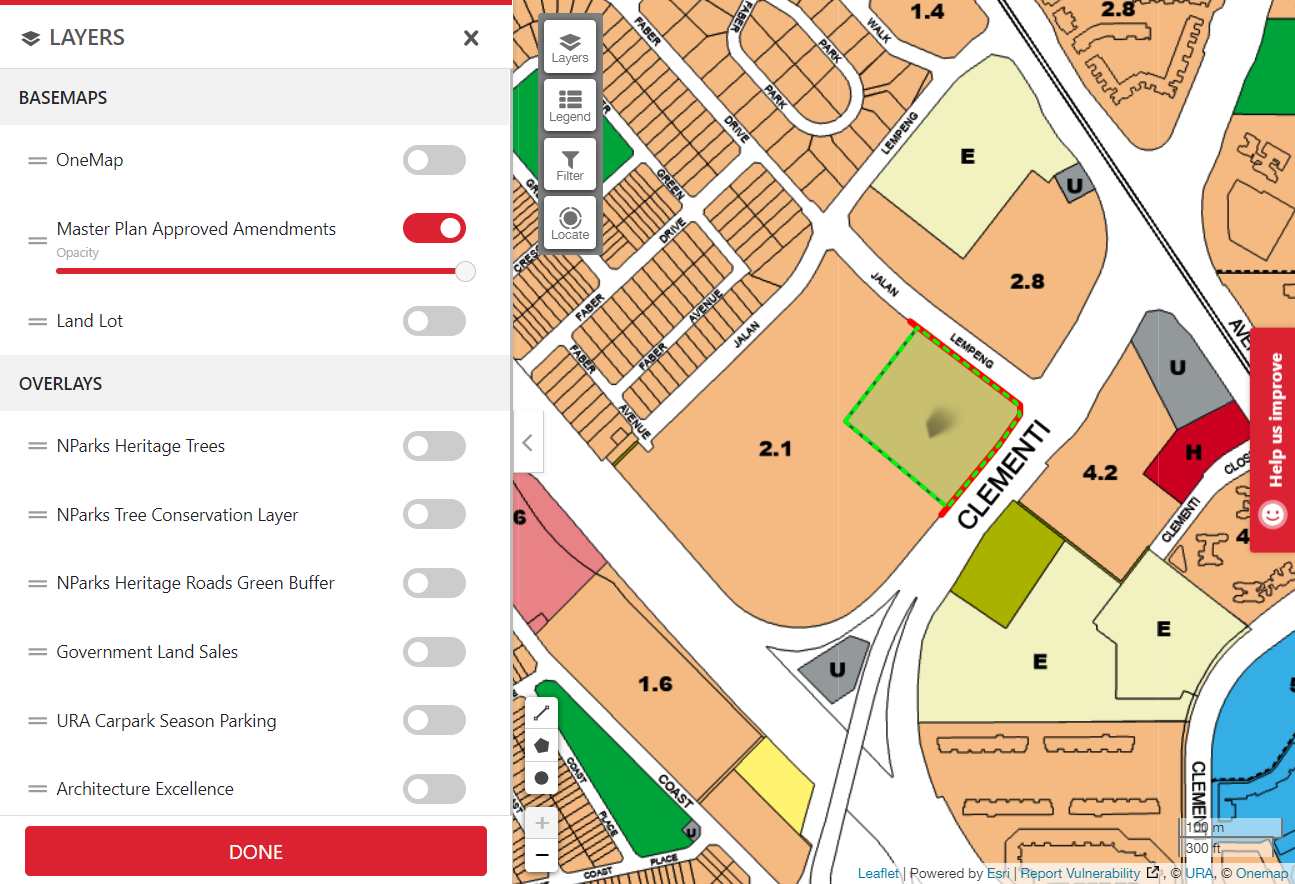 LAYERS
BASEMAPS
OneMap
Master Plan Approved Amendments
Opacity
Land Lot
OVERLAYS
NParks Heritage Trees
NParks Tree Conservation Layer
NParks Heritage Roads Green Buffer
Government Land Sales
URA Carpark Season Parking
Architecture Excellence
DONE
Layers
Legend
Filter
Locate
FABER
DRIVE
FABER
PARK
PARK
WALK
1.4
2.8
LEMPENG
E
U
GREEN
DRIVE
2.8
JALAN
LEMPENG
FABER
AVENUE
FABER
JALAN
FABER
AVENUE
2.1
CLEMENTI
U
H
4.2
CLEMENTI
E
E
U
6
1.6
COAST
COAST
PLACE
U
PLACE
COAST
Help us improve
100 m
300 ft
Leaflet | Powered by Esri | Report Vulnerability, © URA, © Onemap